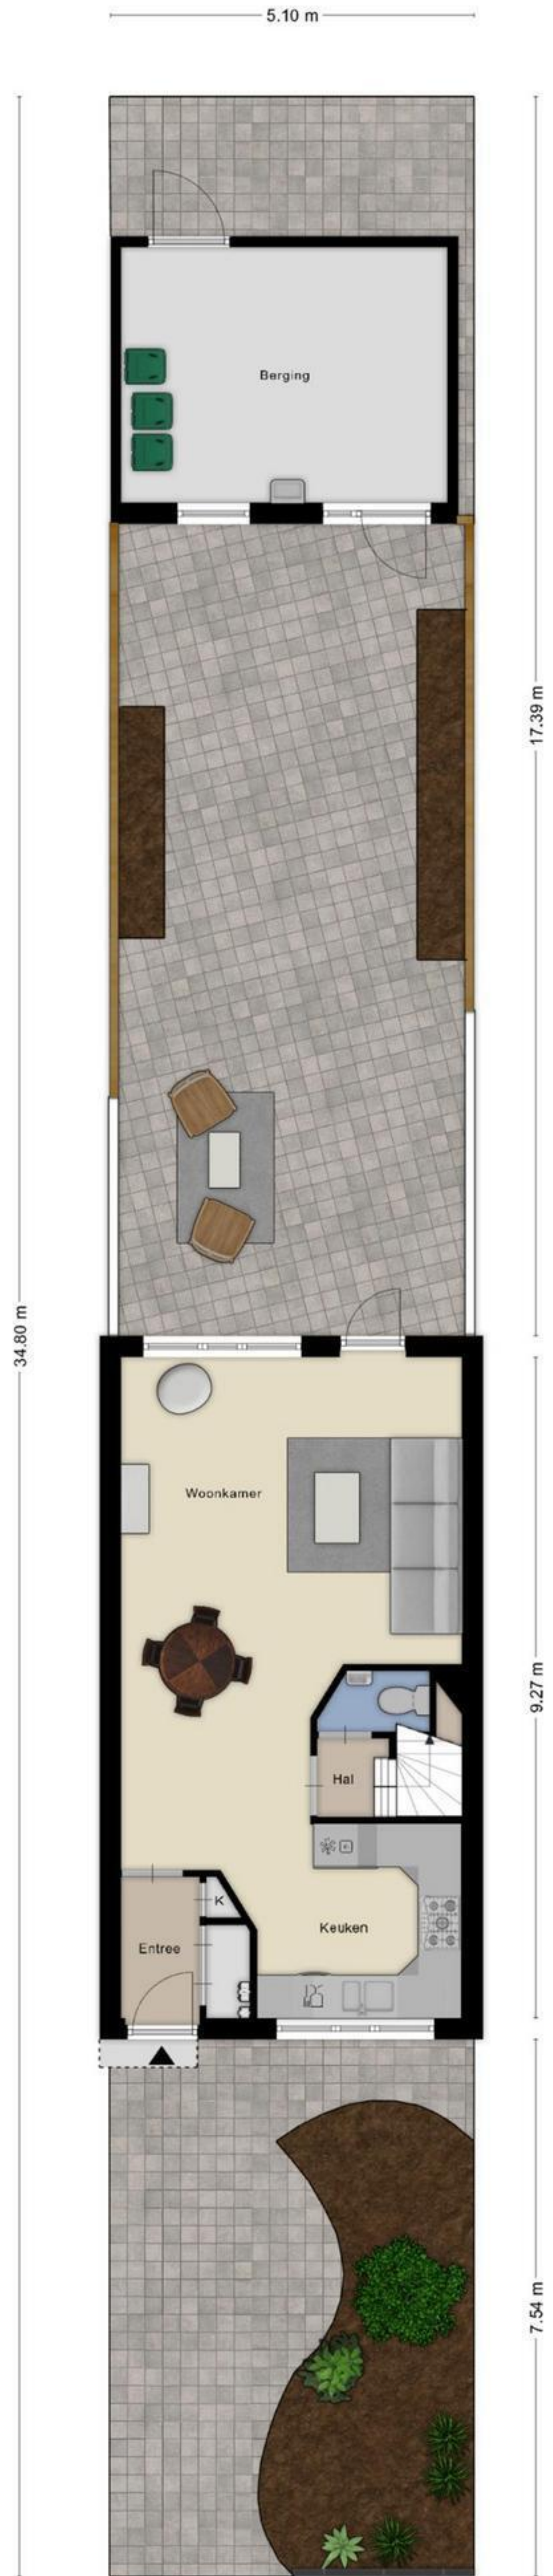 5.10 m
Berging
17.39 m
34.80 m
Woonkamer
9.27 m
Hal
K
Keuken
Entree
7.54 m